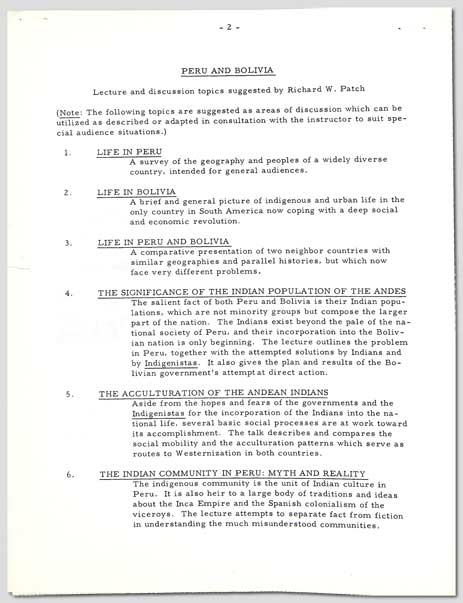 - 2 -
PERU AND BOLIVIA
Lecture and discussion topics suggested by Richard W. Patch
(Note: The following topics are suggested as areas of discussion which can be
utilized as described or adapted in consultation with the instructor to suit spe-
cial audience situations.)
1. LIFE IN PERU
A survey of the geography and peoples of a widely diverse
country, intended for general audiences.
2. LIFE IN BOLIVIA
A brief and general picture of indigenous and urban life in the
only country in South America now coping with a deep social
and economic revolution.
3. LIFE IN PERU AND BOLIVIA
A comparative presentation of two neighbor countries with
similar geographies and parallel histories, but which now
face very different problems.
4. THE SIGNIFICANCE OF THE INDIAN POPULATION OF THE ANDES
The salient fact of both Peru and Bolivia is their Indian popu-
lations, which are not minority groups but compose the larger
part of the nation. The Indians exist beyond the pale of the na-
tional society of Peru, and their incorporation into the Boliv-
ian nation is only beginning. The lecture outlines the problem
in Peru, together with the attempted solutions by Indians and
by Indigenistas. It also gives the plan and results of the Bo-
livian government's attempt at direct action.
5. THE ACCULTURATION OF THE ANDEAN INDIANS
Aside from the hopes and fears of the governments and the
Indigenistas for the incorporation of the Indians into the na-
tional life, several basic social processes are at work toward
its accomplishment. The talk describes and compares the
social mobility and the acculturation patterns which serve as
routes to Westernization in both countries.
6. THE INDIAN COMMUNITY IN PERU: MYTH AND REALITY
The indigenous community is the unit of Indian culture in
Peru. It is also heir to a large body of traditions and ideas
about the Inca Empire and the Spanish colonialism of the
viceroys. The lecture attempts to separate fact from fiction
in understanding the much misunderstood communities.